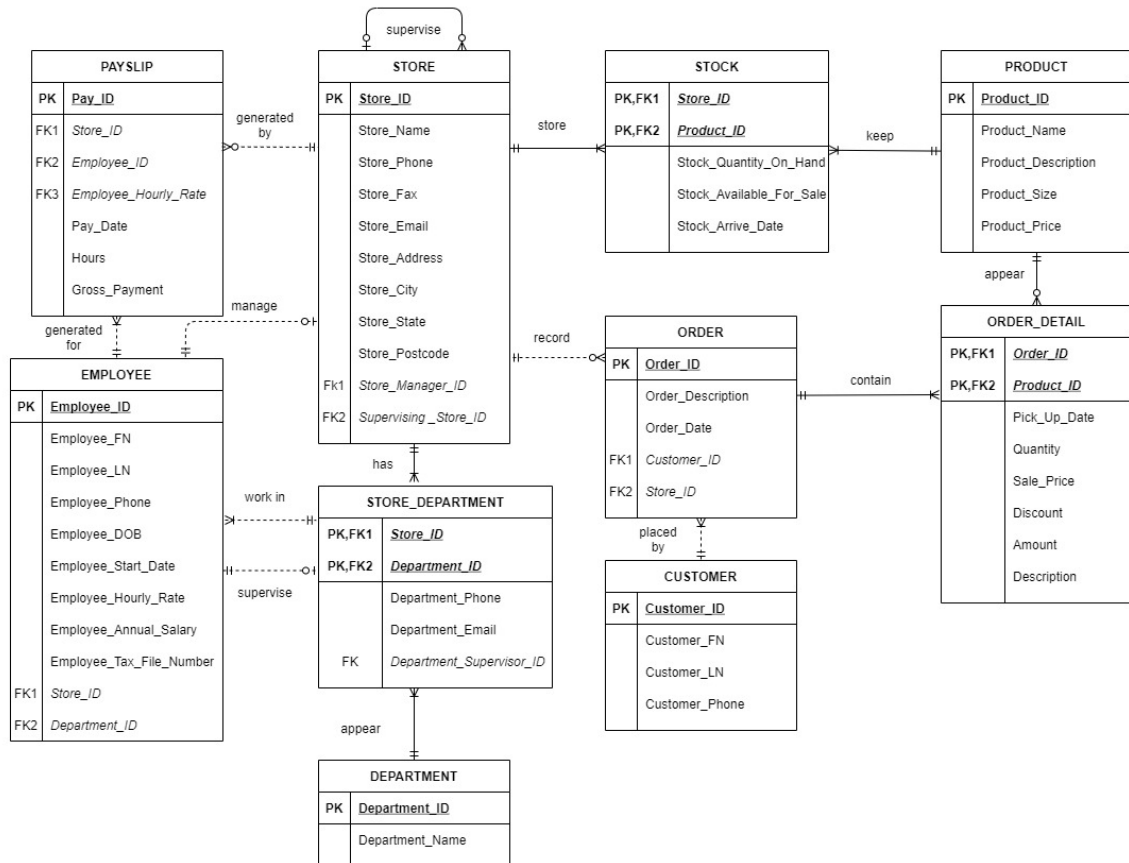 supervise
PAYSLIP
PK Pay_ID
FK1 Store_ID
FK2 Employee_ID
FK3 Employee_Hourly_Rate
Pay_Date
Hours
Gross_Payment
generated
by
STORE
PK Store_ID
Store_Name
Store_Phone
Store_Fax
Store_Email
Store_Address
Store_City
Store_State
Store_Postcode
Fk1 Store_Manager_ID
FK2 Supervising _Store_ID
store
STOCK
PK,FK1 Store_ID
PK,FK2 Product_ID
Stock_Quantity_On_Hand
Stock_Available_For_Sale
Stock_Arrive_Date
keep
PRODUCT
PK Product_ID
Product_Name
Product_Description
Product_Size
Product_Price
generated
for
manage
record
appear
EMPLOYEE
PK Employee_ID
Employee_FN
Employee_LN
Employee_Phone
Employee_DOB
Employee_Start_Date
Employee_Hourly_Rate
Employee_Annual_Salary
Employee_Tax_File_Number
FK1 Store_ID
FK2 Department_ID
work in
supervise
has
STORE_DEPARTMENT
PK,FK1 Store_ID
PK,FK2 Department_ID
Department_Phone
Department_Email
FK Department_Supervisor_ID
appear
DEPARTMENT
PK Department_ID
Department_Name
ORDER
PK Order_ID
Order_Description
Order_Date
FK1 Customer_ID
FK2 Store_ID
contain
placed
by
CUSTOMER
PK Customer_ID
Customer_FN
Customer_LN
Customer_Phone
ORDER_DETAIL
PK,FK1 Order_ID
PK,FK2 Product_ID
Pick_Up_Date
Quantity
Sale_Price
Discount
Amount
Description